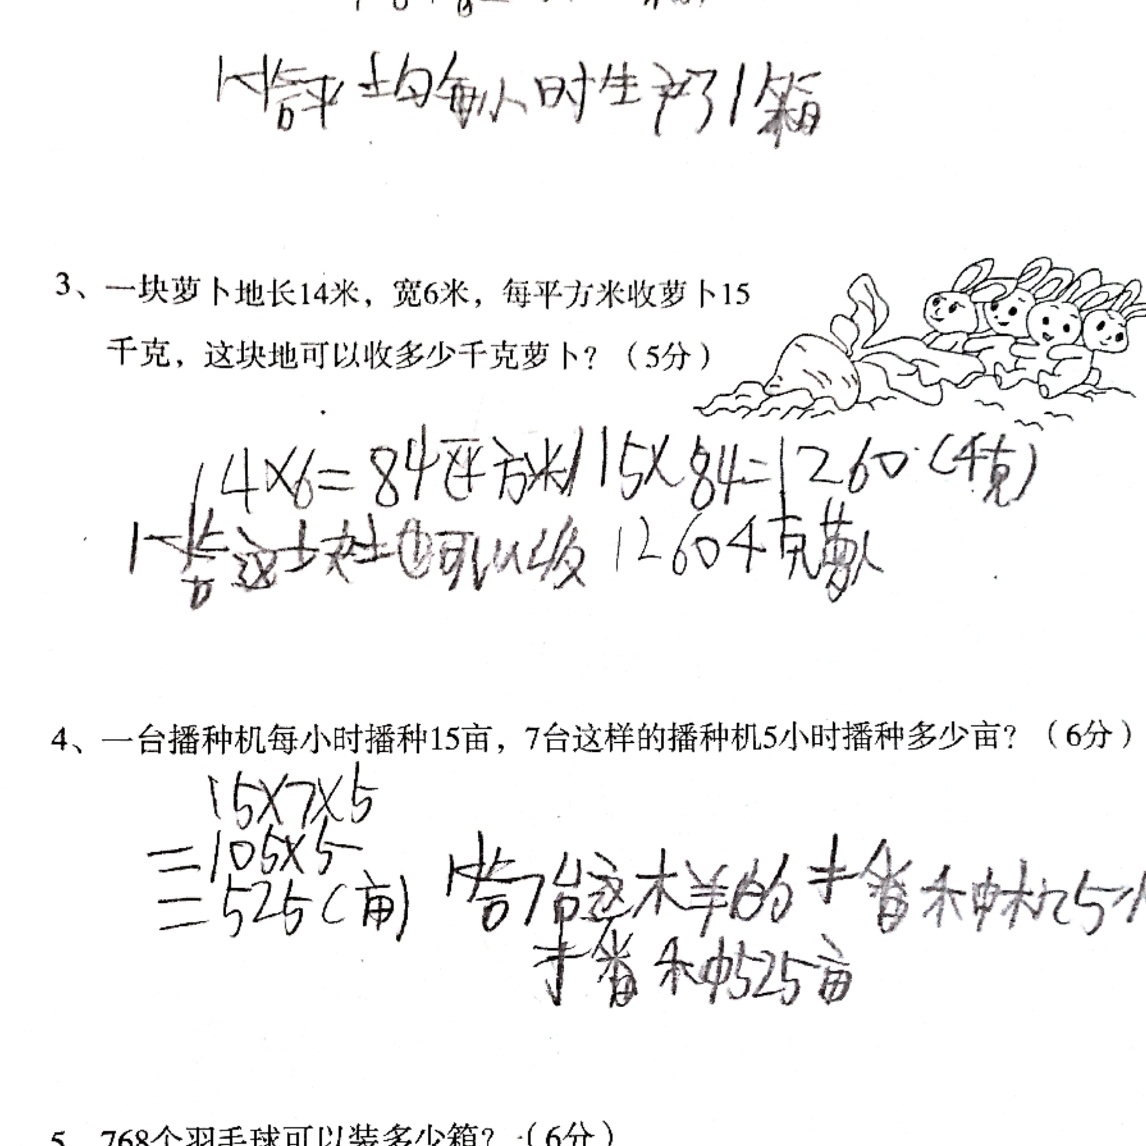 答平均每小时生产了1箱
3、一块萝卜地长14米，宽6米，每平方米收萝卜15
千克，这块地可以收多少千克萝卜？（5分）
14×6=84(平方米) 15×84=1260(千克)
答这块地可以收1260千克萝卜
4、一台播种机每小时播种15亩，7台这样的播种机5小时播种多少亩？（6分）
15×7×5
=105×5
=525(亩)
答7台这样的播种机5小
播种525亩
5、768个羽毛球可以装多少箱？（6分）